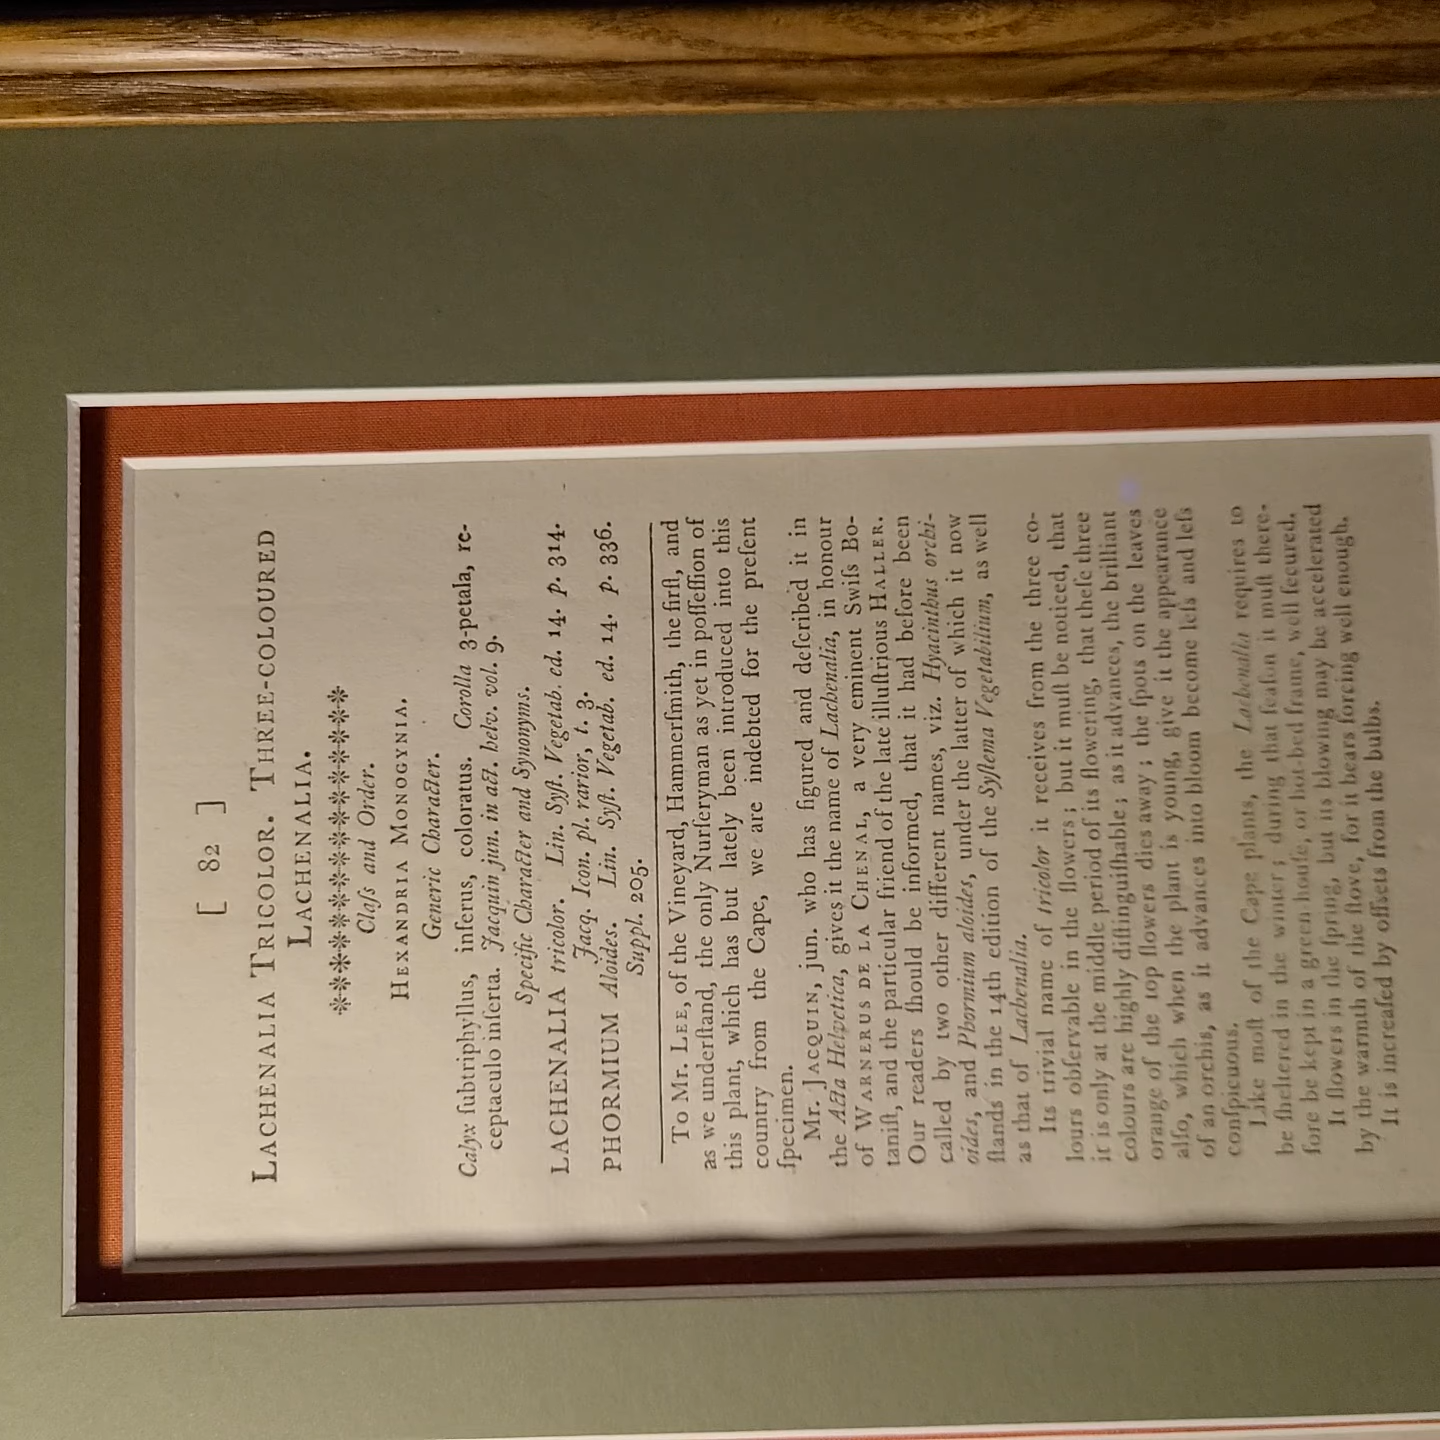 [ 82 ]
LACHENALIA TRICOLOR. THREE-COLOURED
LACHENALIA.
✲✲✲✲✲✲✲✲✲✲✲✲✲✲✲✲
Claſs and Order.
HEXANDRIA MONOGYNIA.
Generic Character.
Calyx ſubtriphyllus, inferus, coloratus. Corolla 3-petala, re-
ceptaculo inſerta. Jacquin jun. in act. helv. vol. 9.
Specific Character and Synonyms.
LACHENALIA tricolor. Lin. Syſt. Vegetab. ed. 14. p. 314.
Jacq. Icon. pl. rarior, t. 3.
PHORMIUM Aloides. Lin. Syſt. Vegetab. ed. 14. p. 336.
Suppl. 205.
To Mr. LEE, of the Vineyard, Hammerſmith, the firſt, and
as we underſtand, the only Nurſeryman as yet in poſſeſſion of
this plant, which has but lately been introduced into this
country from the Cape, we are indebted for the preſent
ſpecimen.
Mr. JACQUIN, jun. who has figured and deſcribed it in
the Acta Helvetica, gives it the name of Lachenalia, in honour
of WARNERUS DE LA CHENAL, a very eminent Swiſs Bo-
taniſt, and the particular friend of the late illuſtrious HALLER.
Our readers ſhould be informed, that it had before been
called by two other different names, viz. Hyacinthus orchi-
oides, and Phormium aloides, under the latter of which it now
ſtands in the 14th edition of the Syſtema Vegetabilium, as well
as that of Lachenalia.
Its trivial name of tricolor it receives from the three co-
lours obſervable in the flowers; but it muſt be noticed, that
it is only at the middle period of its flowering, that theſe three
colours are highly diſtinguiſhable; as it advances, the brilliant
orange of the top flowers dies away; the ſpots on the leaves
alſo, which when the plant is young, give it the appearance
of an orchis, as it advances into bloom become leſs and leſs
conſpicuous.
Like moſt of the Cape plants, the Lachenalia requires to
be ſheltered in the winter; during that ſeaſon it muſt there-
fore be kept in a green-houſe, or hot-bed frame, well ſecured.
It flowers in the ſpring, but its blowing may be accelerated
by the warmth of the ſtove, for it bears forcing well enough.
It is increaſed by offsets from the bulbs.